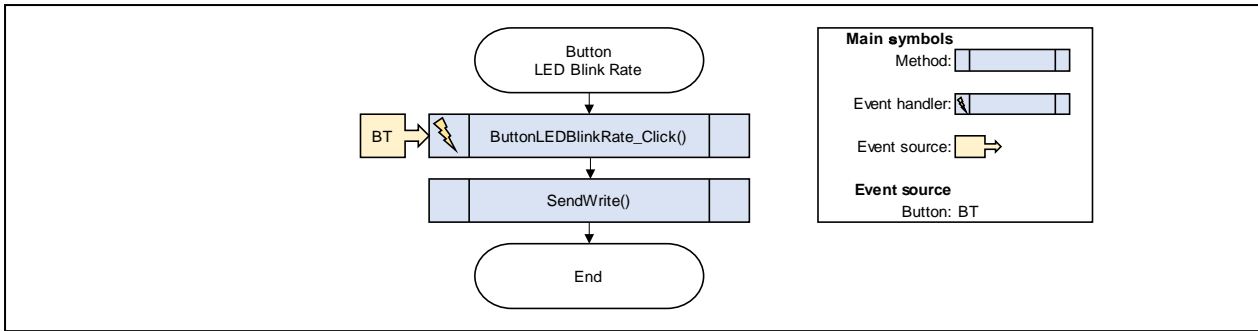 Button
LED Blink Rate
BT
ButtonLEDBlinkRate_Click()
SendWrite()
End
Main symbols
Method:
Event handler:
Event source:
Event source
Button: BT